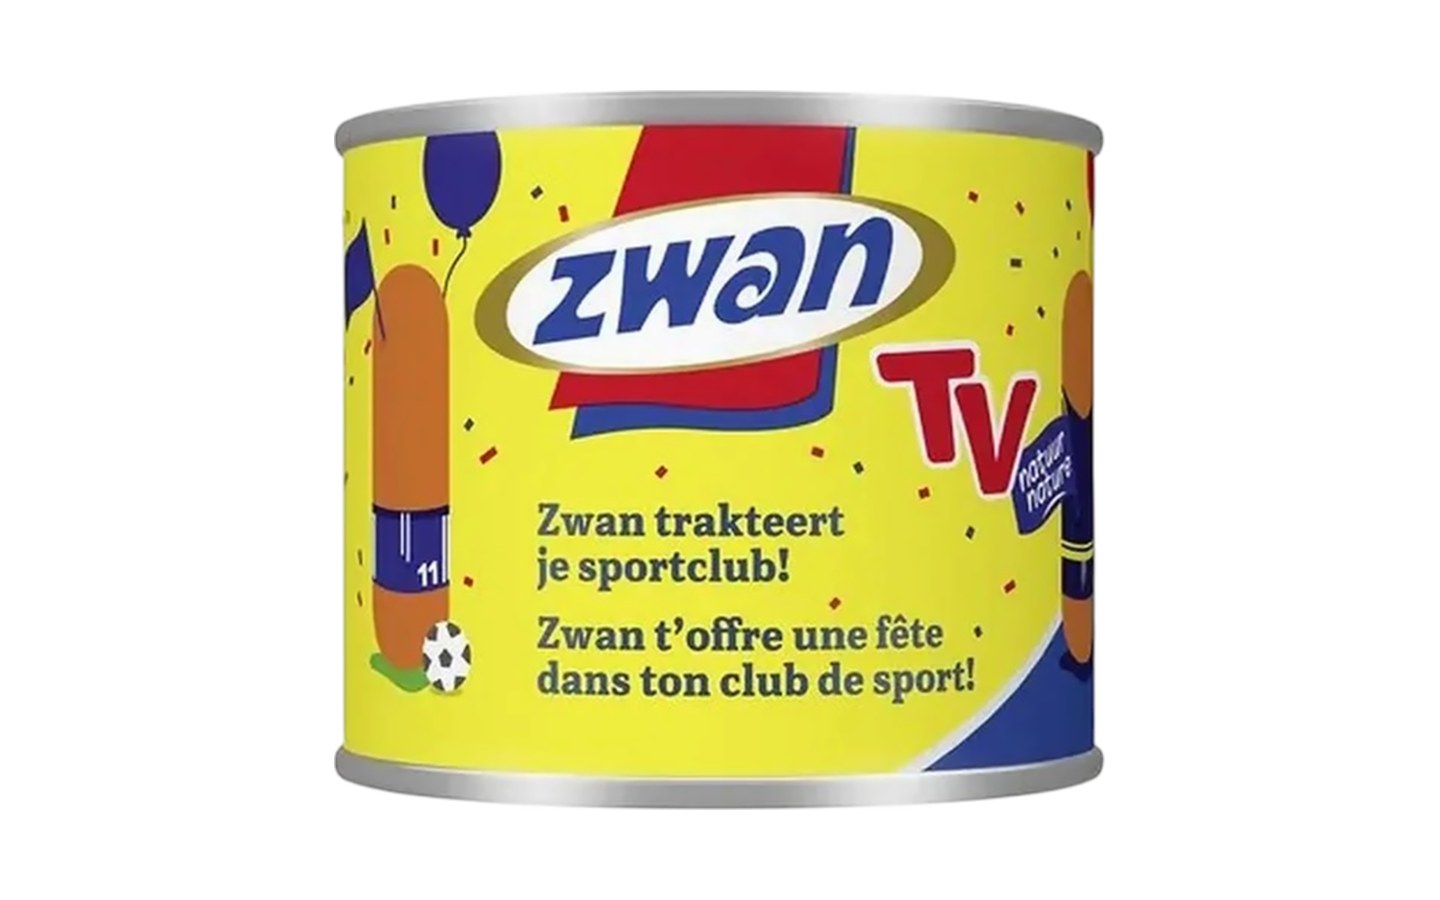 zwan
TV
natuur
nature
Zwan trakteert
je sportclub!
11
Zwan t'offre une fête
dans ton club de sport!